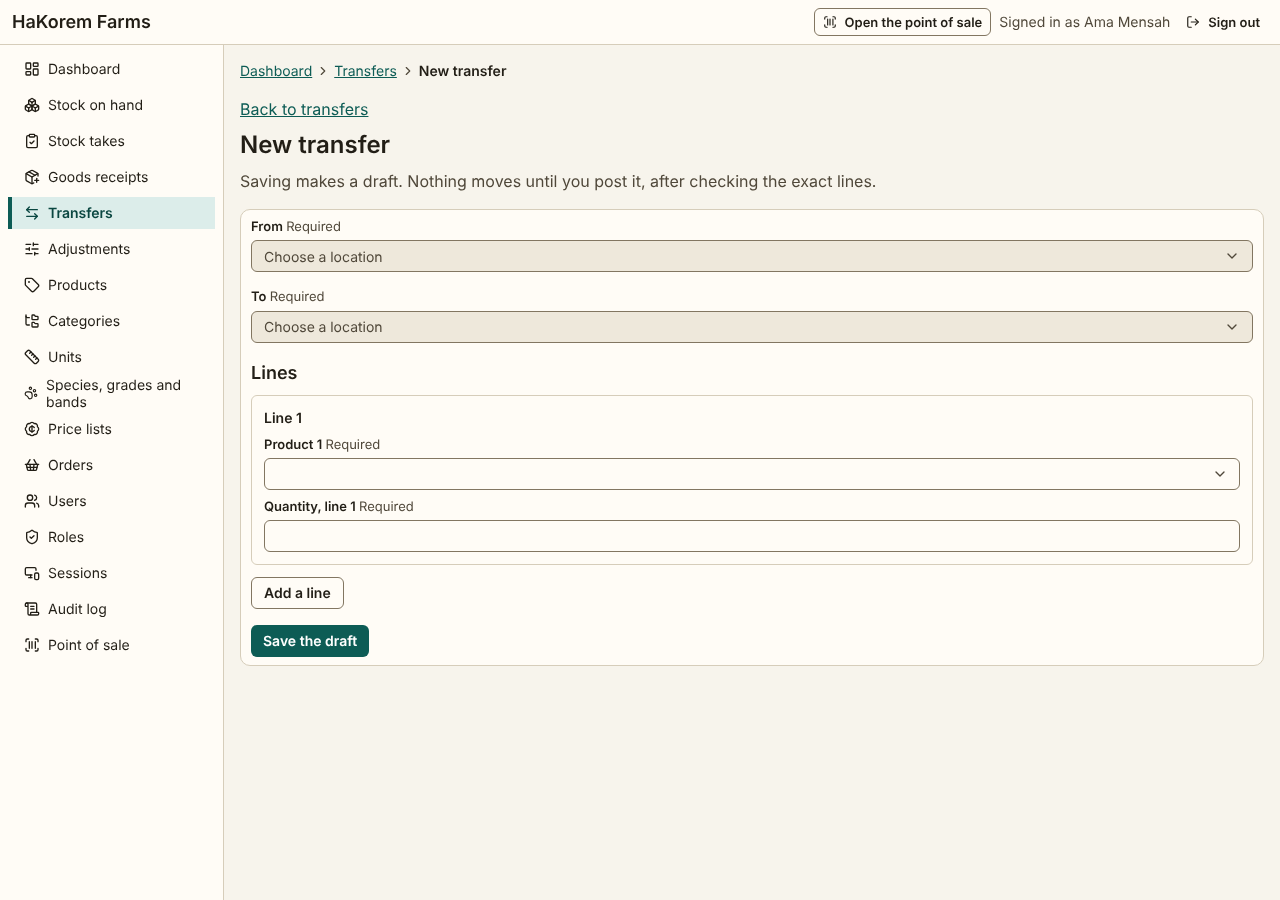 HaKorem Farms
Open the point of sale
Signed in as Ama Mensah
Sign out
Dashboard
Stock on hand
Stock takes
Goods receipts
Transfers
Adjustments
Products
Categories
Units
Species, grades and
bands
Price lists
Orders
Users
Roles
Sessions
Audit log
Point of sale
Dashboard > Transfers > New transfer
Back to transfers
New transfer
Saving makes a draft. Nothing moves until you post it, after checking the exact lines.
From Required
Choose a location
To Required
Choose a location
Lines
Line 1
Product 1 Required
Quantity, line 1 Required
Add a line
Save the draft